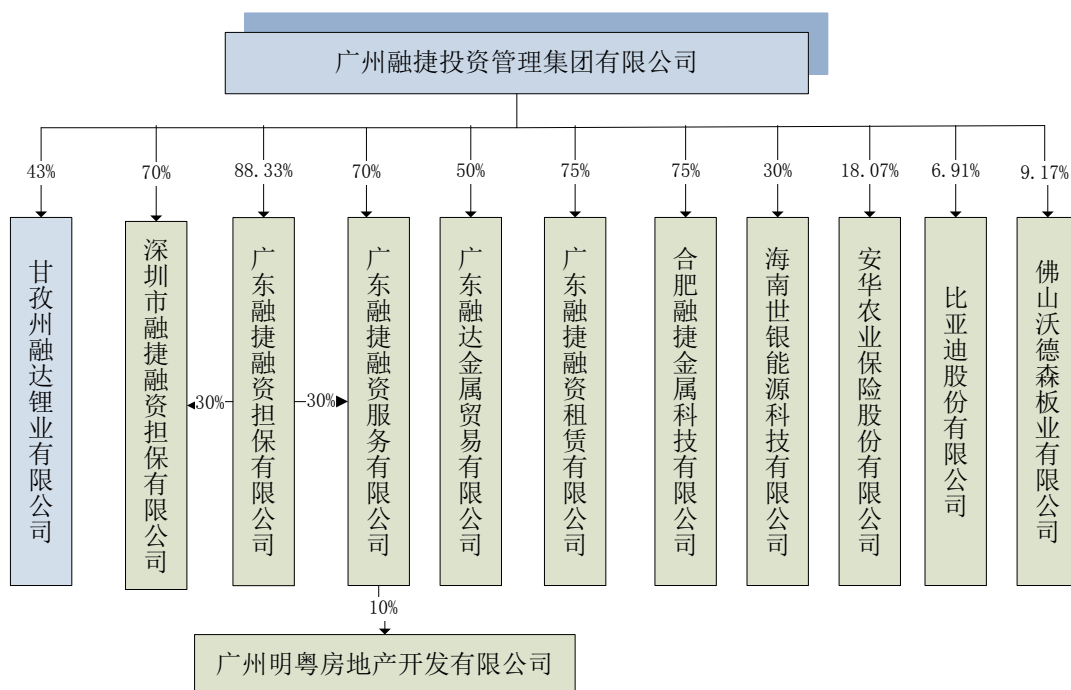 广州融捷投资管理集团有限公司
43%
70%
88.33%
70%
50%
75%
75%
30%
18.07%
6.91%
9.17%
甘孜州融达锂业有限公司
深圳市融捷融资担保有限公司
广东融捷融资担保有限公司
广东融捷融资服务有限公司
广东融达金属贸易有限公司
广东融捷融资租赁有限公司
合肥融捷金属科技有限公司
海南世银能源科技有限公司
安华农业保险股份有限公司
比亚迪股份有限公司
佛山沃德森板业有限公司
30%
30%
10%
广州明粤房地产开发有限公司